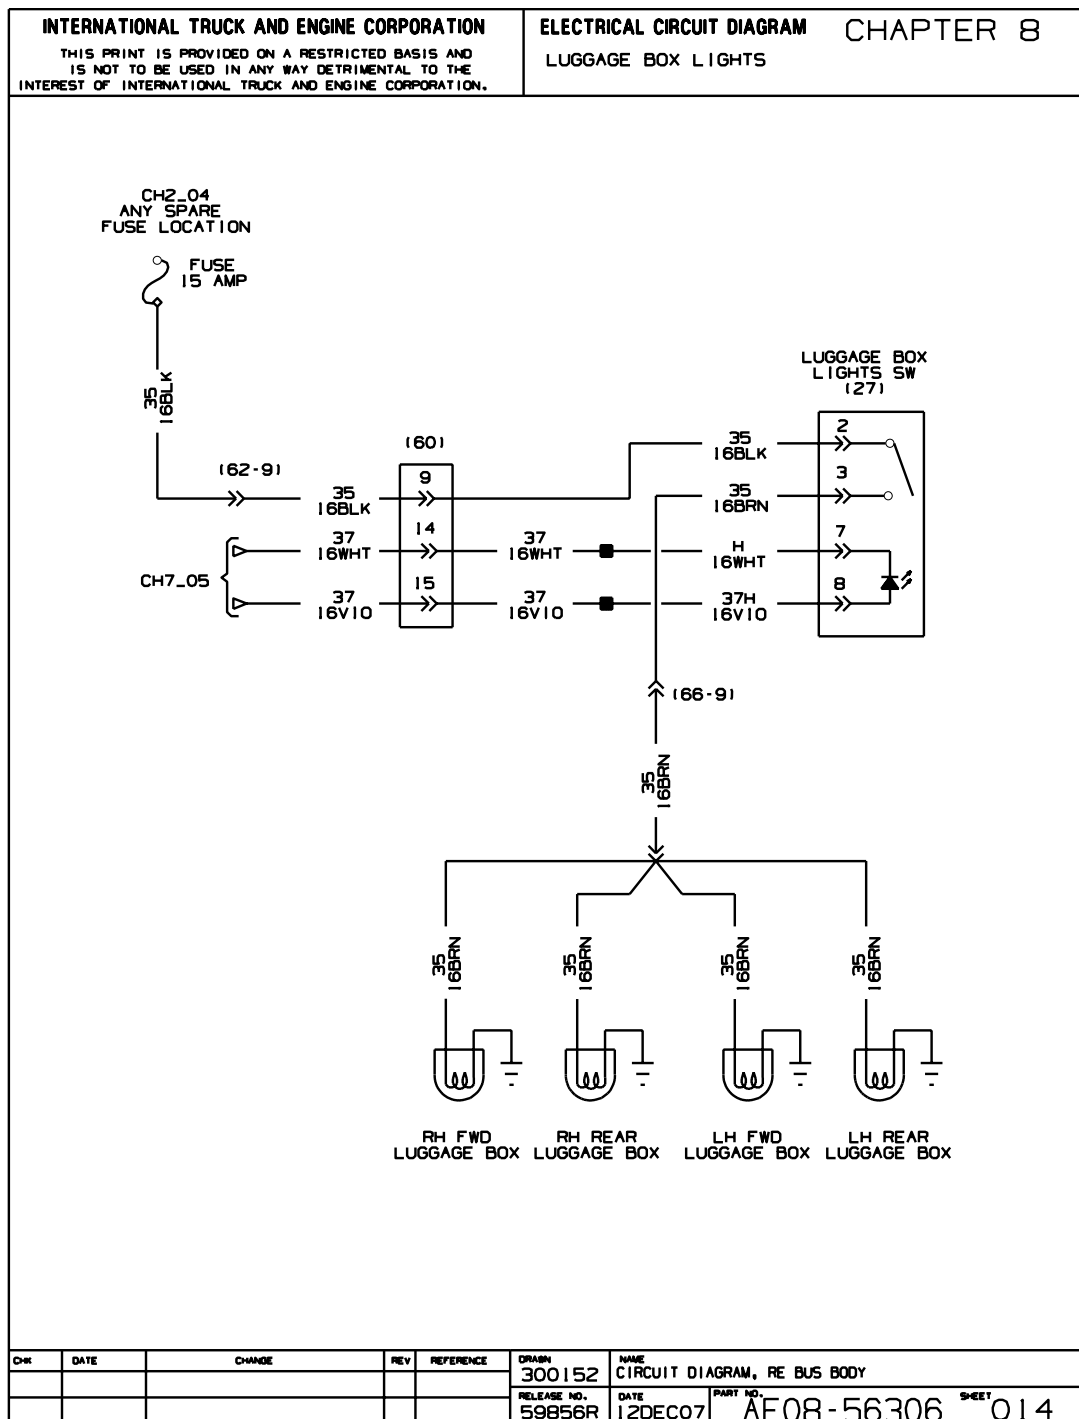 INTERNATIONAL TRUCK AND ENGINE CORPORATION
THIS PRINT IS PROVIDED ON A RESTRICTED BASIS AND
IS NOT TO BE USED IN ANY WAY DETRIMENTAL TO THE
INTEREST OF INTERNATIONAL TRUCK AND ENGINE CORPORATION.
ELECTRICAL CIRCUIT DIAGRAM
CHAPTER 8
LUGGAGE BOX LIGHTS
CH2_04
ANY SPARE
FUSE LOCATION
FUSE
15 AMP
35
16BLK
LUGGAGE BOX
LIGHTS SW
(27)
(62-9)
(60)
35
16BLK
9
35
16BLK
2
35
16BRN
3
CH7_05
37
16WHT
14
37
16WHT
H
16WHT
7
37
16VIO
15
37
16VIO
37H
16VIO
8
(66-9)
35
16BRN
35
16BRN
35
16BRN
35
16BRN
35
16BRN
RH FWD
LUGGAGE BOX
RH REAR
LUGGAGE BOX
LH FWD
LUGGAGE BOX
LH REAR
LUGGAGE BOX
CHK
DATE
CHANGE
REV
REFERENCE
DRAWN
300152
NAME
CIRCUIT DIAGRAM, RE BUS BODY
RELEASE NO.
59856R
DATE
12DEC07
PART NO.
AE08-56306
SHEET
014